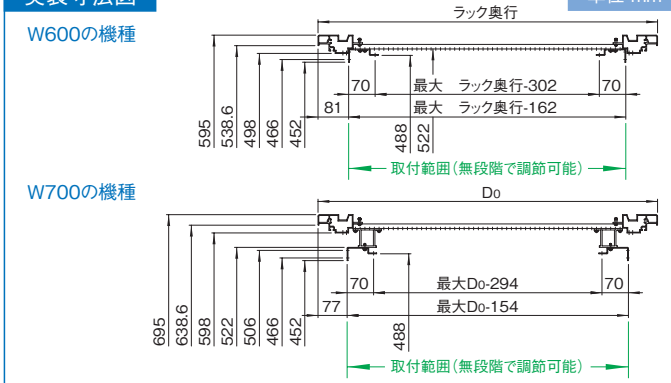 実装寸法図
単位 mm
W600の機種
ラック奥行
70
最大 ラック奥行-302
70
81
最大 ラック奥行-162
595
538.6
498
466
452
488
522
取付範囲(無段階で調節可能)
W700の機種
D0
70
最大D0-294
70
77
最大D0-154
695
638.6
598
522
506
466
452
488
取付範囲(無段階で調節可能)